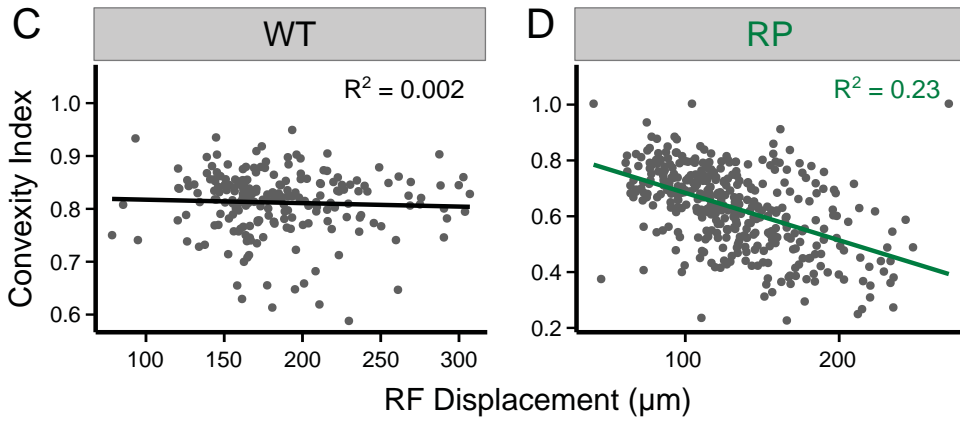 C
WT
D
RP
R² = 0.002
R² = 0.23
Convexity Index
1.0
0.9
0.8
0.7
0.6
1.0
0.8
0.6
0.4
0.2
100 150 200 250 300
100 200
RF Displacement (μm)